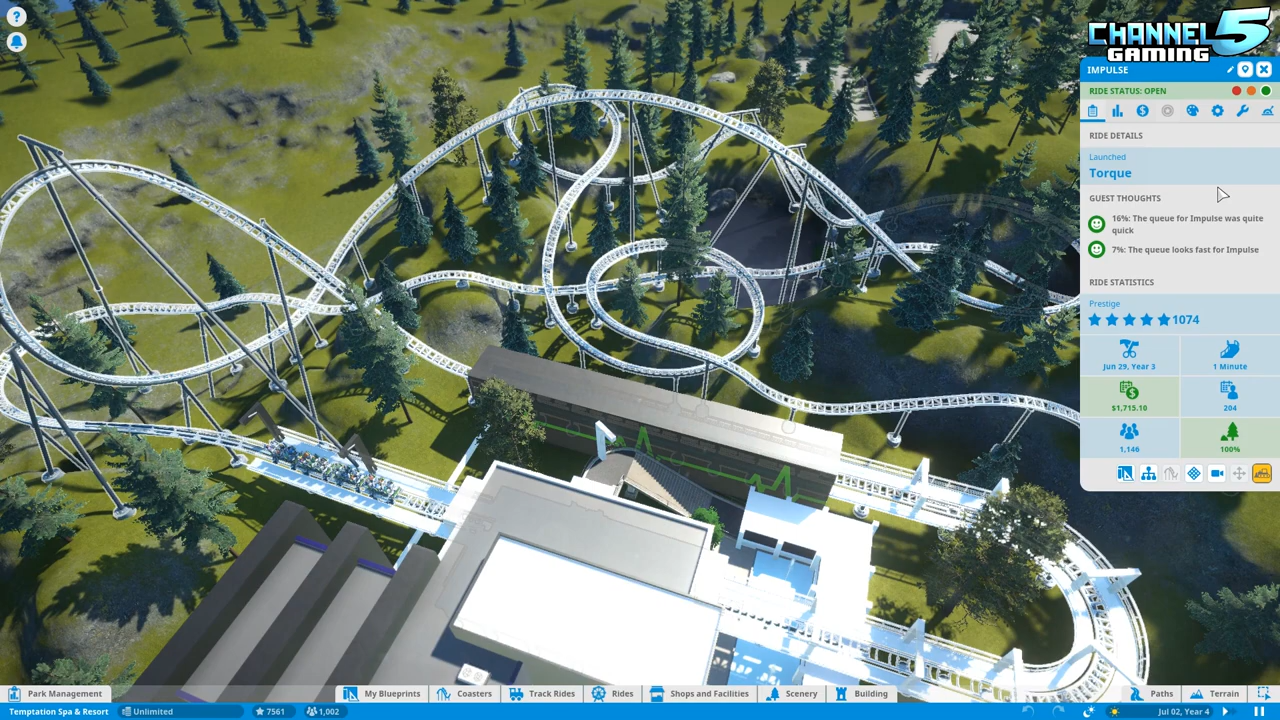 ?
CHANNEL 5
GAMING
IMPULSE
RIDE STATUS: OPEN
RIDE DETAILS
Launched
Torque
GUEST THOUGHTS
16%: The queue for Impulse was quite
quick
7%: The queue looks fast for Impulse
RIDE STATISTICS
Prestige
1074
Jun 29, Year 3
1 Minute
$1,715.10
204
1,146
100%
Park Management
My Blueprints
Coasters
Track Rides
Rides
Shops and Facilities
Scenery
Building
Paths
Terrain
Temptation Spa & Resort
Unlimited
7561
1,002
Jul 02, Year 4